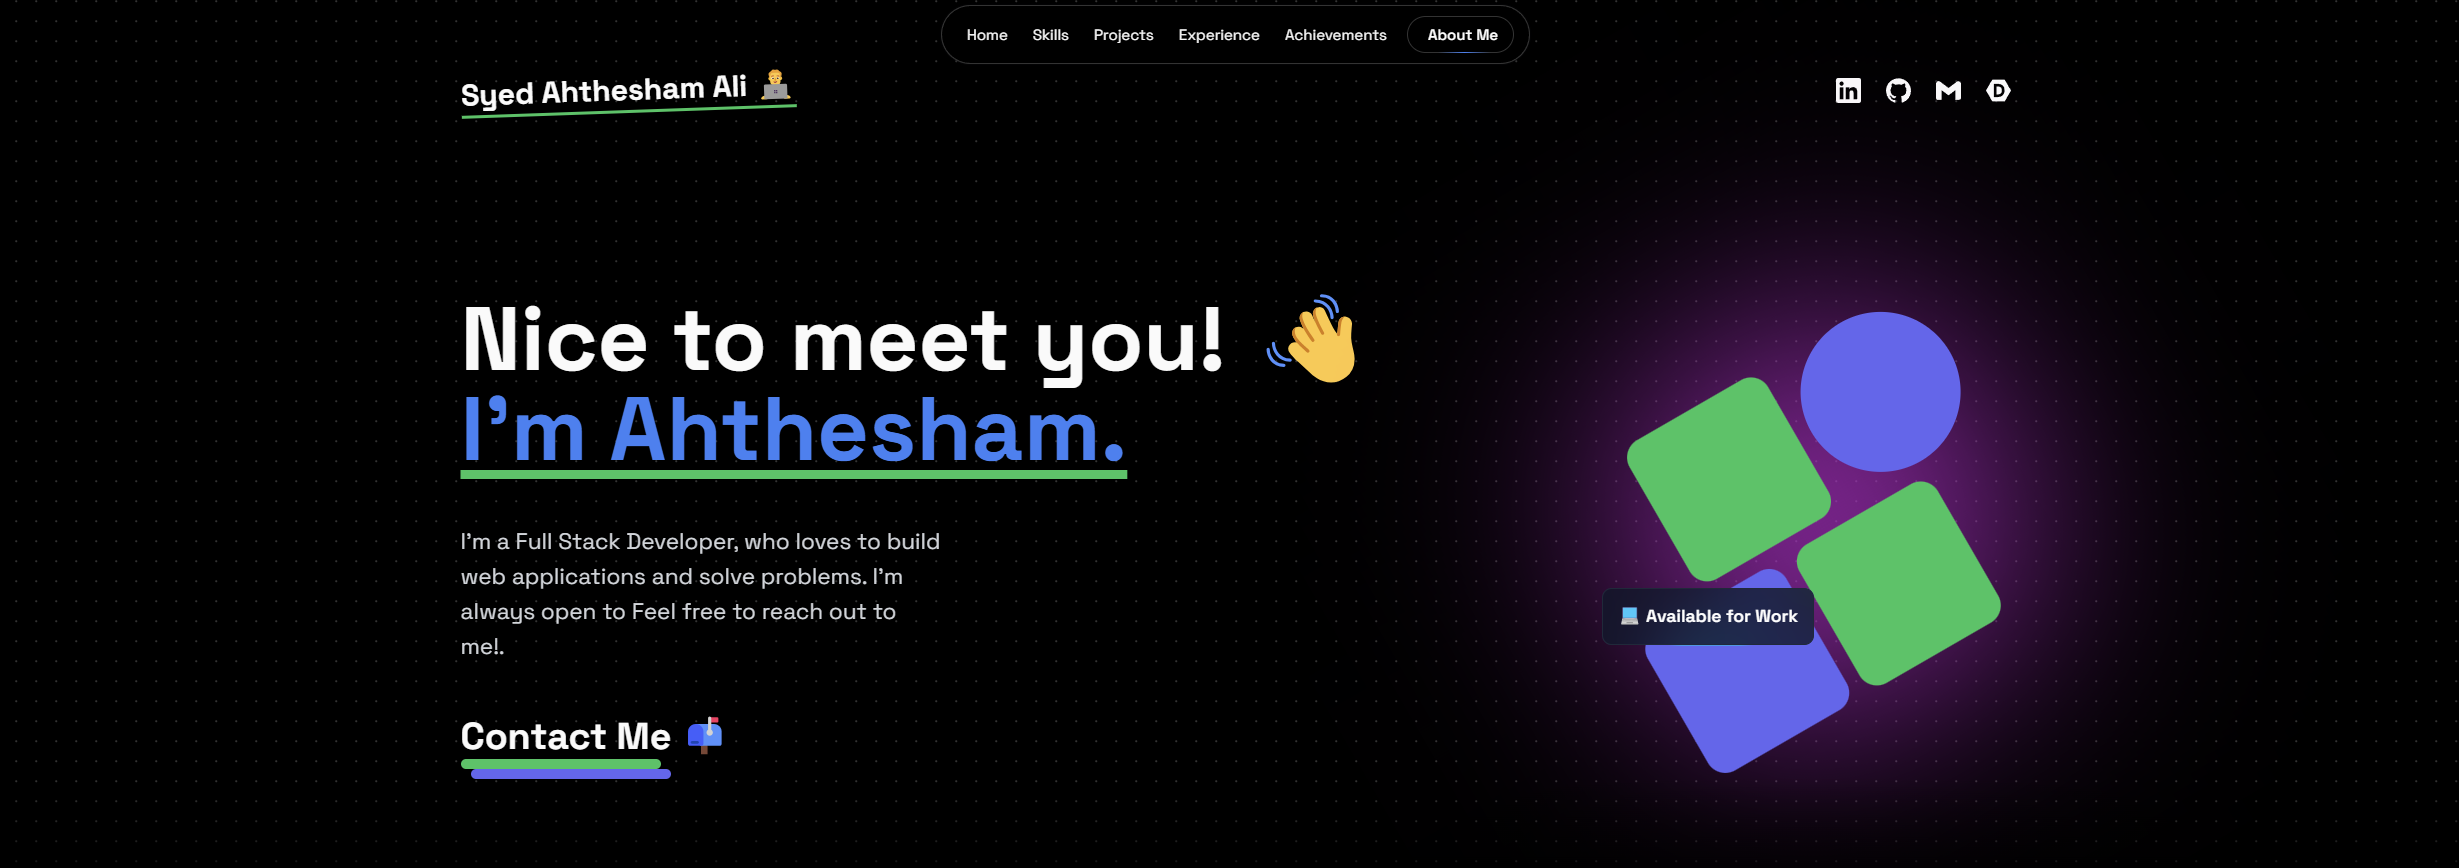 Home Skills Projects Experience Achievements About Me
Syed Ahthesham Ali
Nice to meet you!
I'm Ahthesham.
I'm a Full Stack Developer, who loves to build
web applications and solve problems. I'm
always open to Feel free to reach out to
me!.
Available for Work
Contact Me